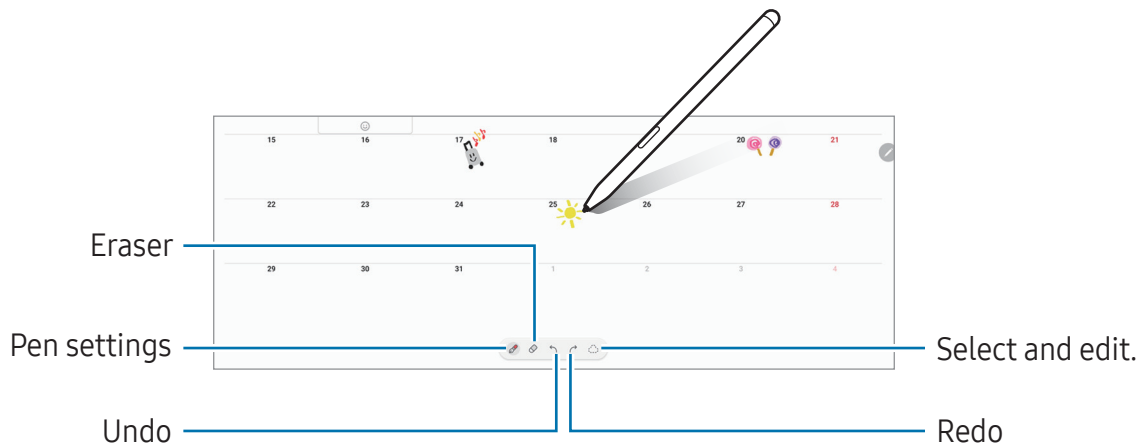 15 16 17 18 20 21
22 23 24 25 26 27 28
Eraser
29 30 31 1 2 3 4
Pen settings
Select and edit.
Undo
Redo